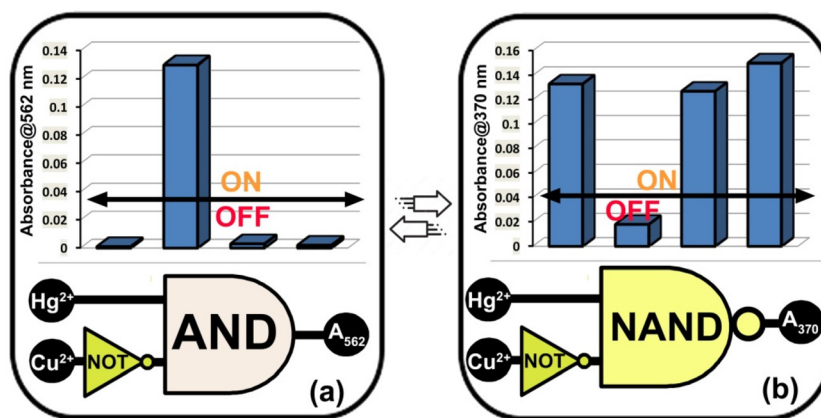 Absorbance@562 nm
0.14
0.12
0.1
0.08
0.06
0.04
0.02
0
ON
OFF
Hg²⁺
Cu²⁺
NOT
AND
A₅₆₂
(a)
Absorbance@370 nm
0.16
0.14
0.12
0.1
0.08
0.06
0.04
0.02
0
ON
OFF
Hg²⁺
Cu²⁺
NOT
NAND
A₃₇₀
(b)